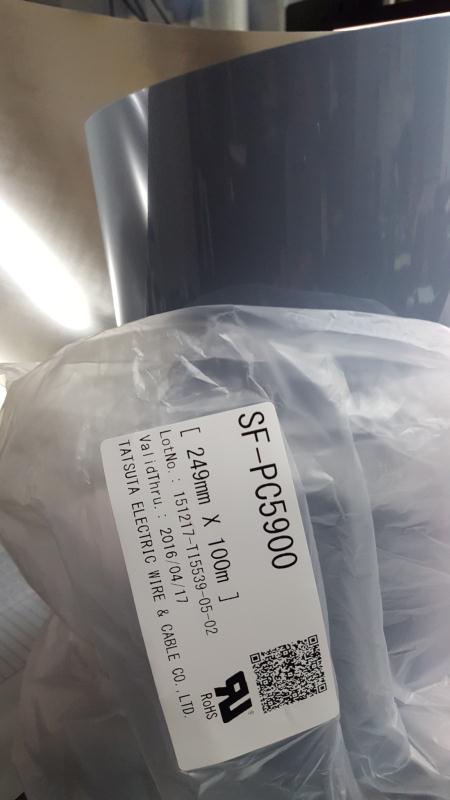 SF-PC5900
[ 249mm X 100m ]
LotNo.: 151217-T15539-05-02
ValidThru.: 2016/04/17
TATSUTA ELECTRIC WIRE & CABLE CO.,LTD.
RoHS